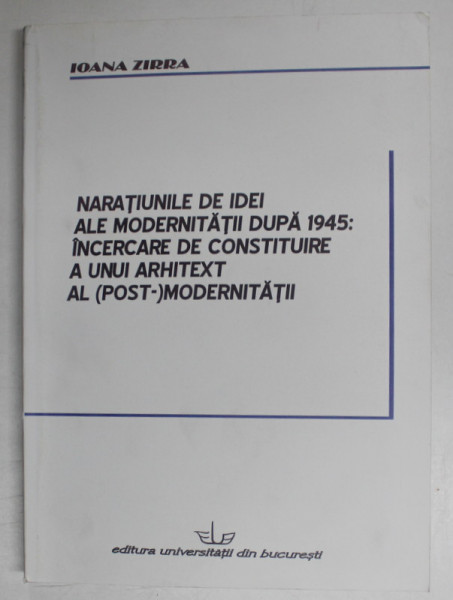 IOANA ZIRRA
NARAȚIUNILE DE IDEI
ALE MODERNITĂȚII DUPĂ 1945:
ÎNCERCARE DE CONSTITUIRE
A UNUI ARHITEXT
AL (POST-)MODERNITĂȚII
editura universității din bucurești